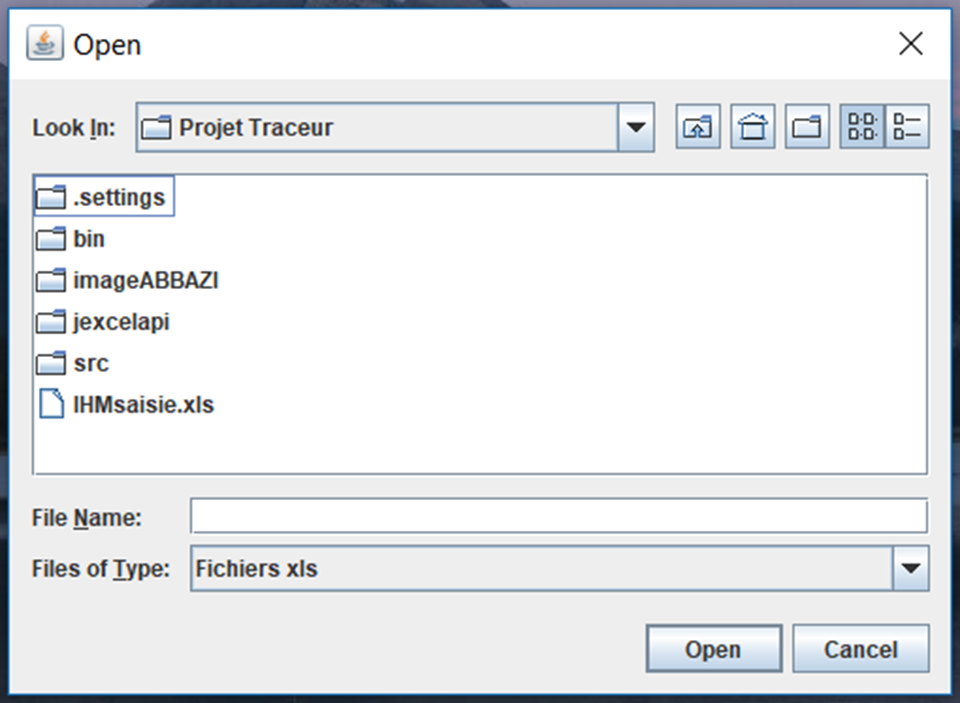 Open
Look In: Projet Traceur
.settings
bin
imageABBAZI
jexcelapi
src
IHMsaisie.xls
File Name:
Files of Type: Fichiers xls
Open Cancel